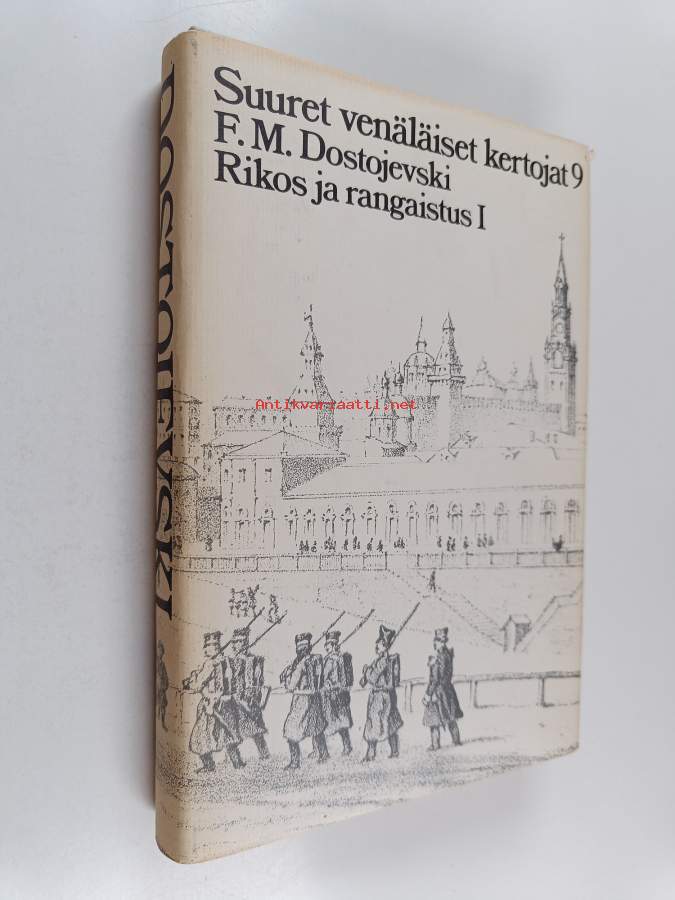 Suuret venäläiset kertojat 9
F. M. Dostojevski
Rikos ja rangaistus I
DOSTOJEVSKI
Antikvariaatti.net